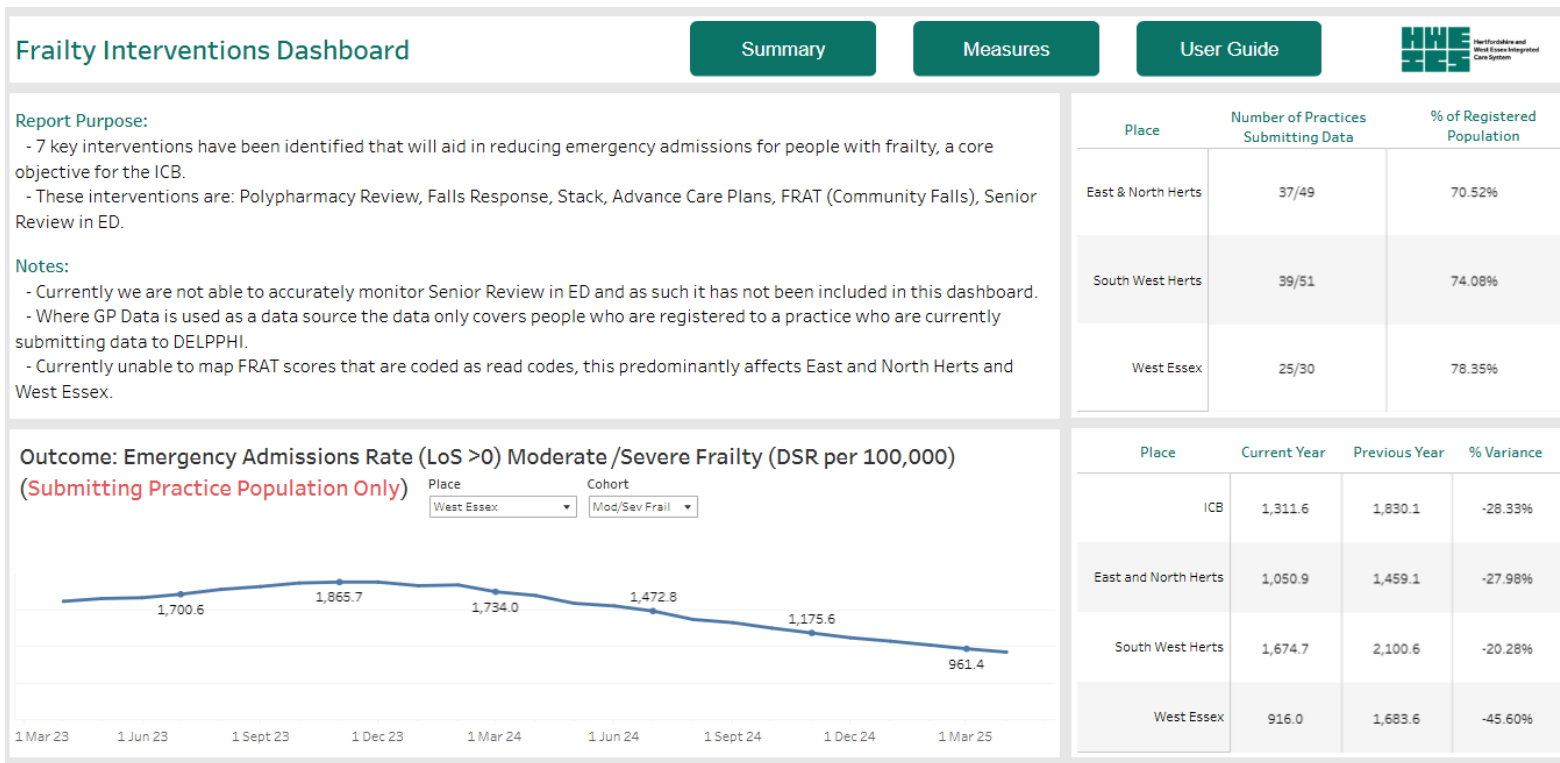 Frailty Interventions Dashboard
Summary
Measures
User Guide
HWE
ICS
Hertfordshire and
West Essex Integrated
Care System
Report Purpose:
- 7 key interventions have been identified that will aid in reducing emergency admissions for people with frailty, a core
objective for the ICB.
- These interventions are: Polypharmacy Review, Falls Response, Stack, Advance Care Plans, FRAT (Community Falls), Senior
Review in ED.
Notes:
- Currently we are not able to accurately monitor Senior Review in ED and as such it has not been included in this dashboard.
- Where GP Data is used as a data source the data only covers people who are registered to a practice who are currently
submitting data to DELPPHI.
- Currently unable to map FRAT scores that are coded as read codes, this predominantly affects East and North Herts and
West Essex.
Place Number of Practices Submitting Data % of Registered Population
East & North Herts 37/49 70.52%
South West Herts 39/51 74.08%
West Essex 25/30 78.35%
Outcome: Emergency Admissions Rate (LoS >0) Moderate /Severe Frailty (DSR per 100,000)
(Submitting Practice Population Only)
Place
West Essex
Cohort
Mod/Sev Frail
1,700.6
1,865.7
1,734.0
1,472.8
1,175.6
961.4
1 Mar 23 1 Jun 23 1 Sept 23 1 Dec 23 1 Mar 24 1 Jun 24 1 Sept 24 1 Dec 24 1 Mar 25
Place Current Year Previous Year % Variance
ICB 1,311.6 1,830.1 -28.33%
East and North Herts 1,050.9 1,459.1 -27.98%
South West Herts 1,674.7 2,100.6 -20.28%
West Essex 916.0 1,683.6 -45.60%